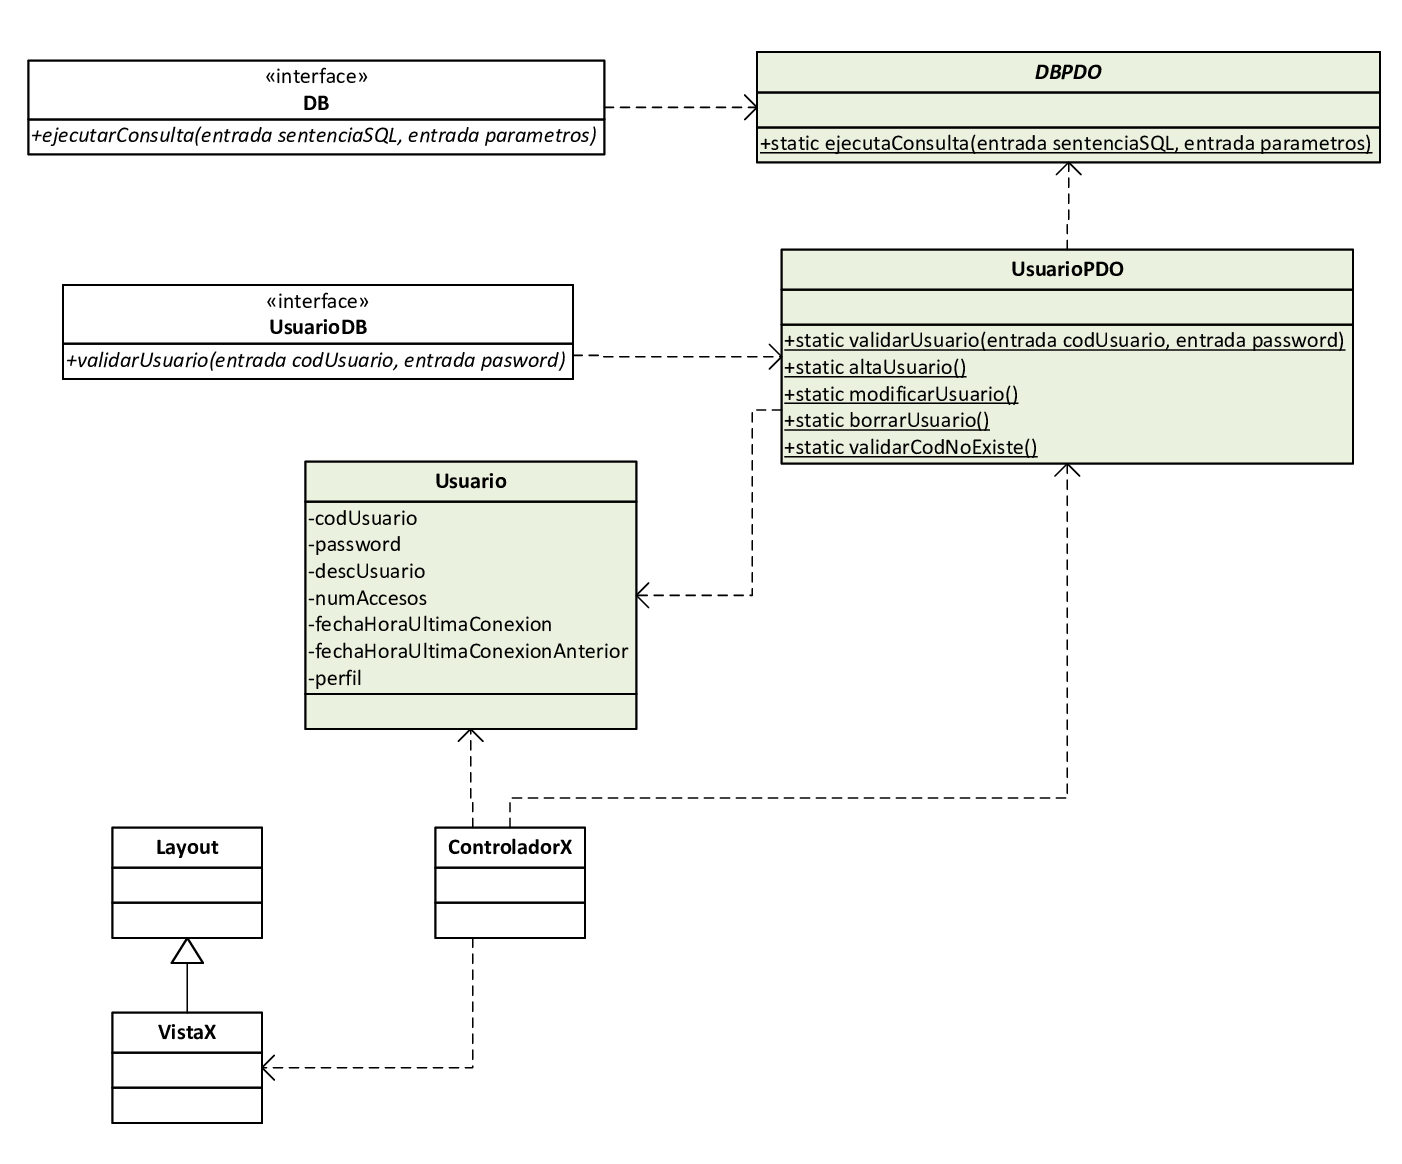 «interface»
DB
+ejecutarConsulta(entrada sentenciaSQL, entrada parametros)
DBPDO
+static ejecutaConsulta(entrada sentenciaSQL, entrada parametros)
«interface»
UsuarioDB
+validarUsuario(entrada codUsuario, entrada pasword)
UsuarioPDO
+static validarUsuario(entrada codUsuario, entrada password)
+static altaUsuario()
+static modificarUsuario()
+static borrarUsuario()
+static validarCodNoExiste()
Usuario
-codUsuario
-password
-descUsuario
-numAccesos
-fechaHoraUltimaConexion
-fechaHoraUltimaConexionAnterior
-perfil
Layout
ControladorX
VistaX